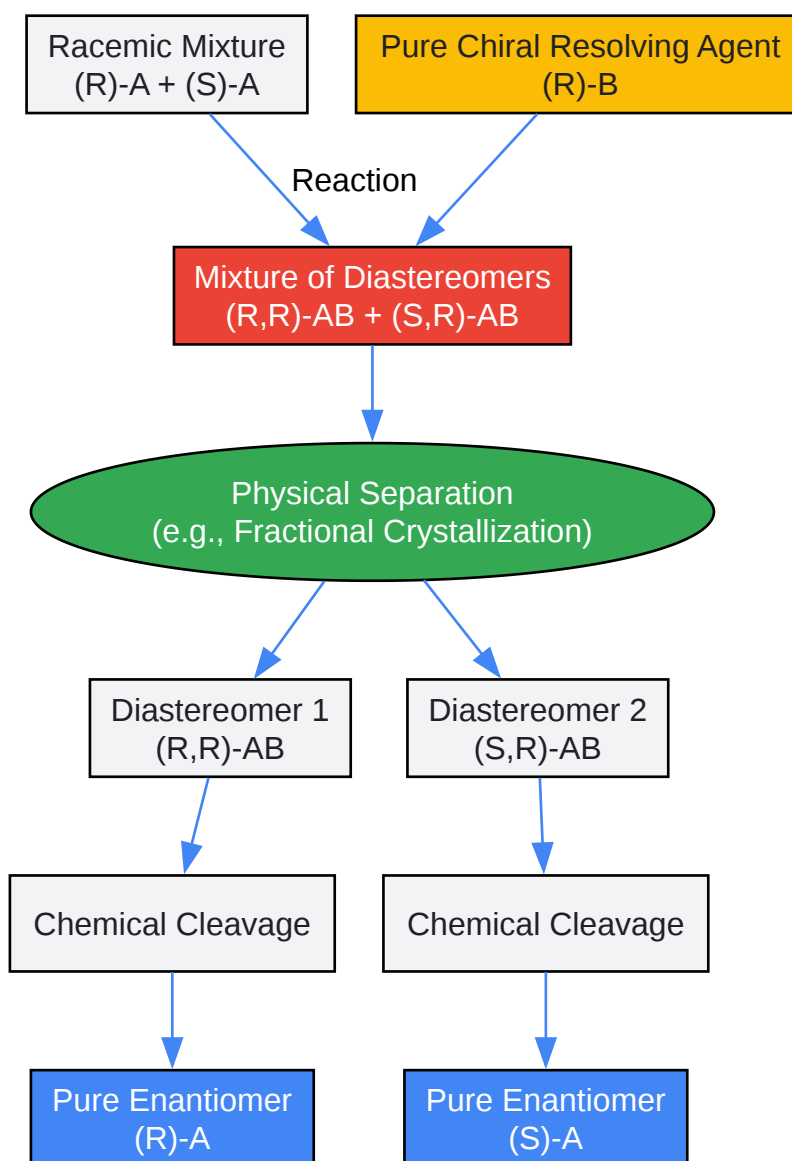 Racemic Mixture
(R)-A + (S)-A
Pure Chiral Resolving Agent
(R)-B
Reaction
Mixture of Diastereomers
(R,R)-AB + (S,R)-AB
Physical Separation
(e.g., Fractional Crystallization)
Diastereomer 1
(R,R)-AB
Diastereomer 2
(S,R)-AB
Chemical Cleavage
Chemical Cleavage
Pure Enantiomer
(R)-A
Pure Enantiomer
(S)-A